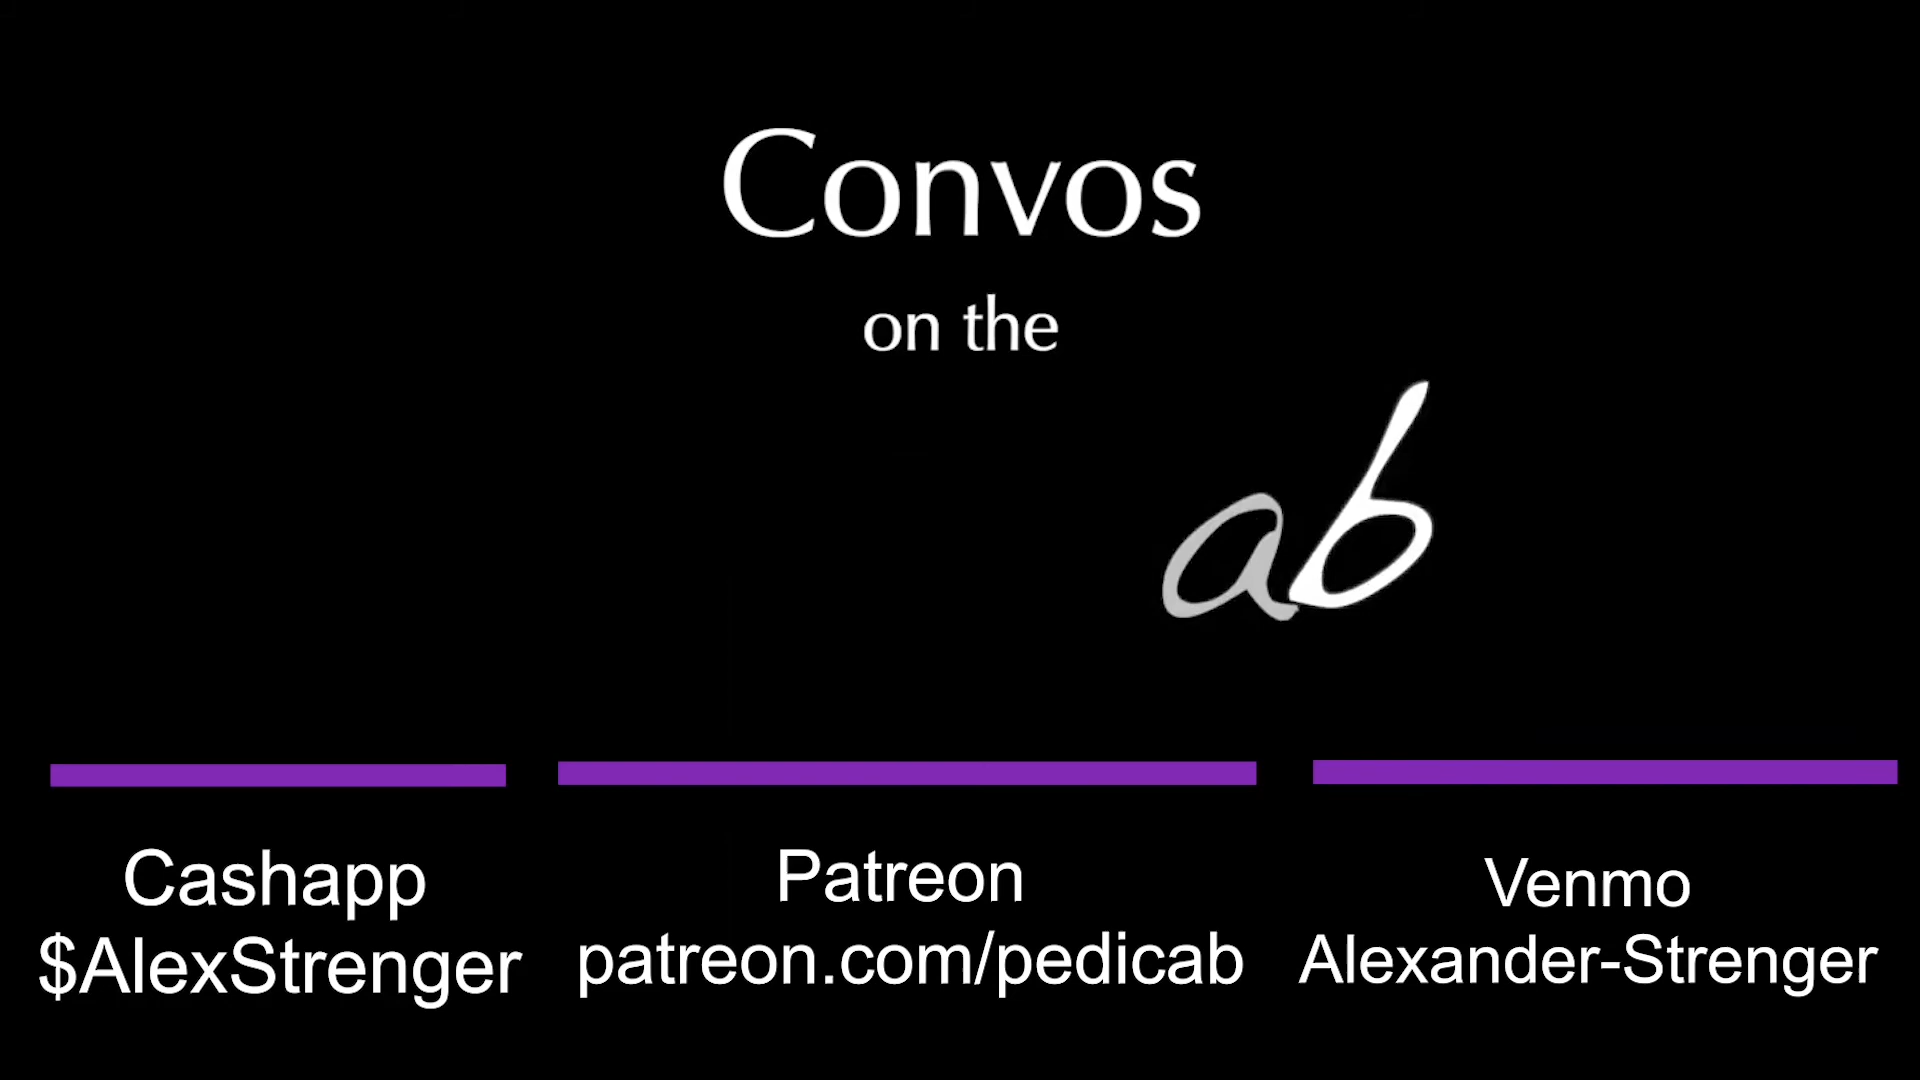 Convos
on the
ab
Cashapp
$AlexStrenger
Patreon
patreon.com/pedicab
Venmo
Alexander-Strenger